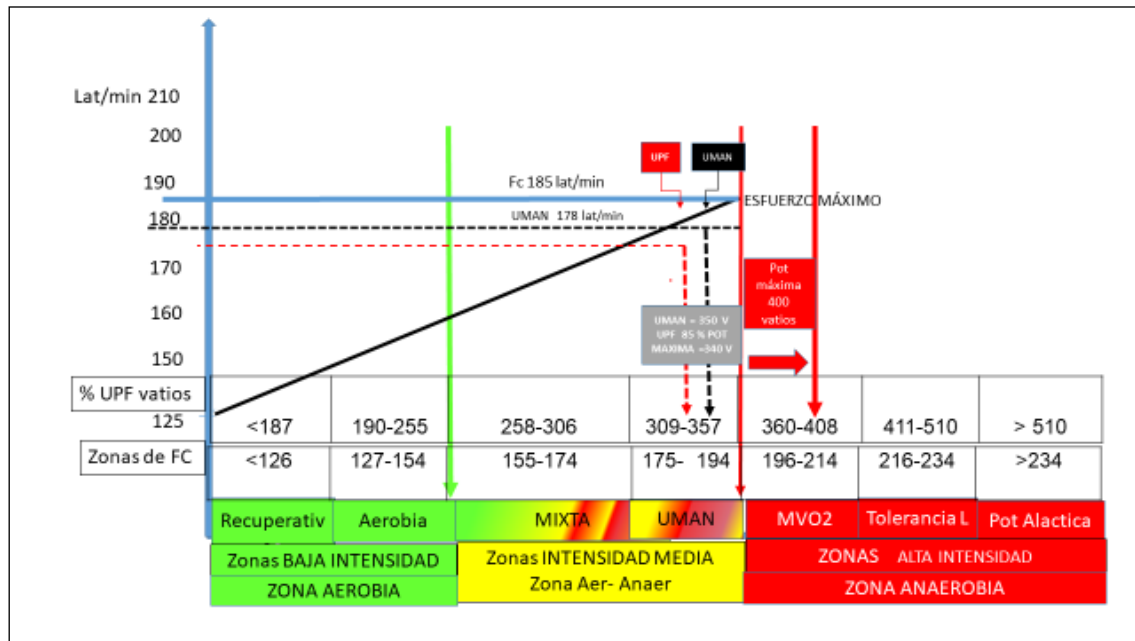 Lat/min 210
200
190
180
170
160
150
125
Fc 185 lat/min
UMAN 178 lat/min
UPF
UMAN
ESFUERZO MÁXIMO
Pot
máxima
400
vatios
UMAN = 350 V
UPF 85 % POT
MAXIMA =340 V
% UPF vatios
<187 190-255 258-306 309-357 360-408 411-510 > 510
Zonas de FC
<126 127-154 155-174 175- 194 196-214 216-234 >234
Recuperativ Aerobia MIXTA UMAN MVO2 Tolerancia L Pot Alactica
Zonas BAJA INTENSIDAD Zonas INTENSIDAD MEDIA ZONAS ALTA INTENSIDAD
ZONA AEROBIA Zona Aer- Anaer ZONA ANAEROBIA